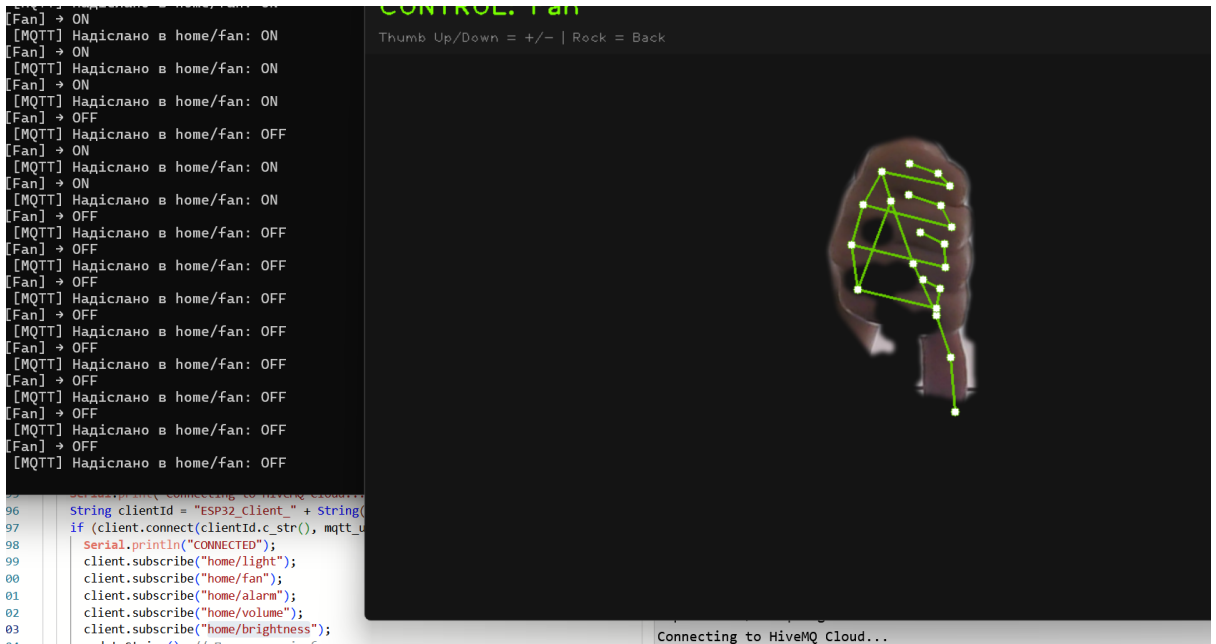 [Fan] → ON
[MQTT] Надіслано в home/fan: ON
[Fan] → ON
[MQTT] Надіслано в home/fan: ON
[Fan] → ON
[MQTT] Надіслано в home/fan: ON
[Fan] → OFF
[MQTT] Надіслано в home/fan: OFF
[Fan] → ON
[MQTT] Надіслано в home/fan: ON
[Fan] → ON
[MQTT] Надіслано в home/fan: ON
[Fan] → OFF
[MQTT] Надіслано в home/fan: OFF
[Fan] → OFF
[MQTT] Надіслано в home/fan: OFF
[Fan] → OFF
[MQTT] Надіслано в home/fan: OFF
[Fan] → OFF
[MQTT] Надіслано в home/fan: OFF
[Fan] → OFF
[MQTT] Надіслано в home/fan: OFF
[Fan] → OFF
[MQTT] Надіслано в home/fan: OFF
[Fan] → OFF
[MQTT] Надіслано в home/fan: OFF
[Fan] → OFF
[MQTT] Надіслано в home/fan: OFF
CONTROL: Fan
Thumb Up/Down = +/- | Rock = Back
96 String clientId = "ESP32_Client_" + String(
97 if (client.connect(clientId.c_str(), mqtt_u
98 Serial.println("CONNECTED");
99 client.subscribe("home/light");
00 client.subscribe("home/fan");
01 client.subscribe("home/alarm");
02 client.subscribe("home/volume");
03 client.subscribe("home/brightness");
Connecting to HiveMQ Cloud...